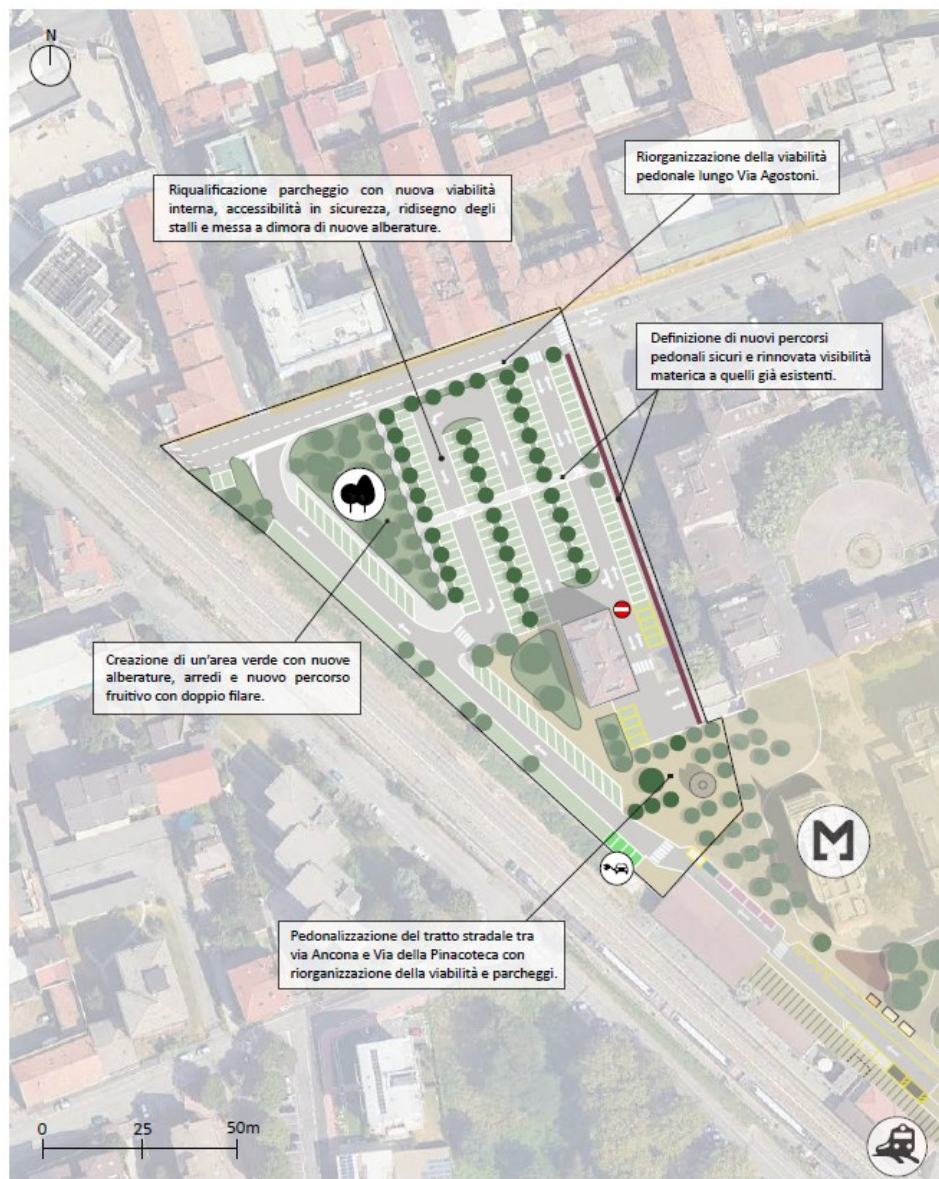 N
Riorganizzazione della viabilità
pedonale lungo Via Agostoni.
Riqualificazione parcheggio con nuova viabilità
interna, accessibilità in sicurezza, ridisegno degli
stalli e messa a dimora di nuove alberature.
Definizione di nuovi percorsi
pedonali sicuri e rinnovata visibilità
materica a quelli già esistenti.
Creazione di un'area verde con nuove
alberature, arredi e nuovo percorso
fruitivo con doppio filare.
M
Pedonalizzazione del tratto stradale tra
via Ancona e Via della Pinacoteca con
riorganizzazione della viabilità e parcheggi.
0 25 50m